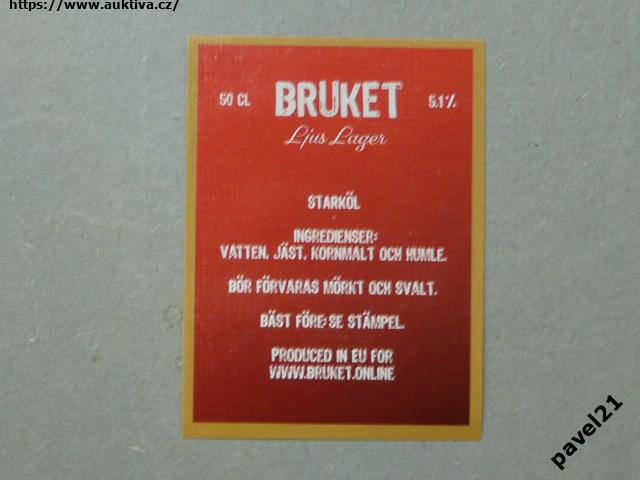 https://www.auktiva.cz/
50 CL BRUKET 5.1%
Ljus Lager
STARKÖL
INGREDIENSER:
VATTEN, JÄST, KORNMALT OCH HUMLE.
BÖR FÖRVARAS MÖRKT OCH SVALT.
BÄST FÖRE:SE STÄMPEL.
PRODUCED IN EU FOR
WWW.BRUKET.ONLINE
pavel21